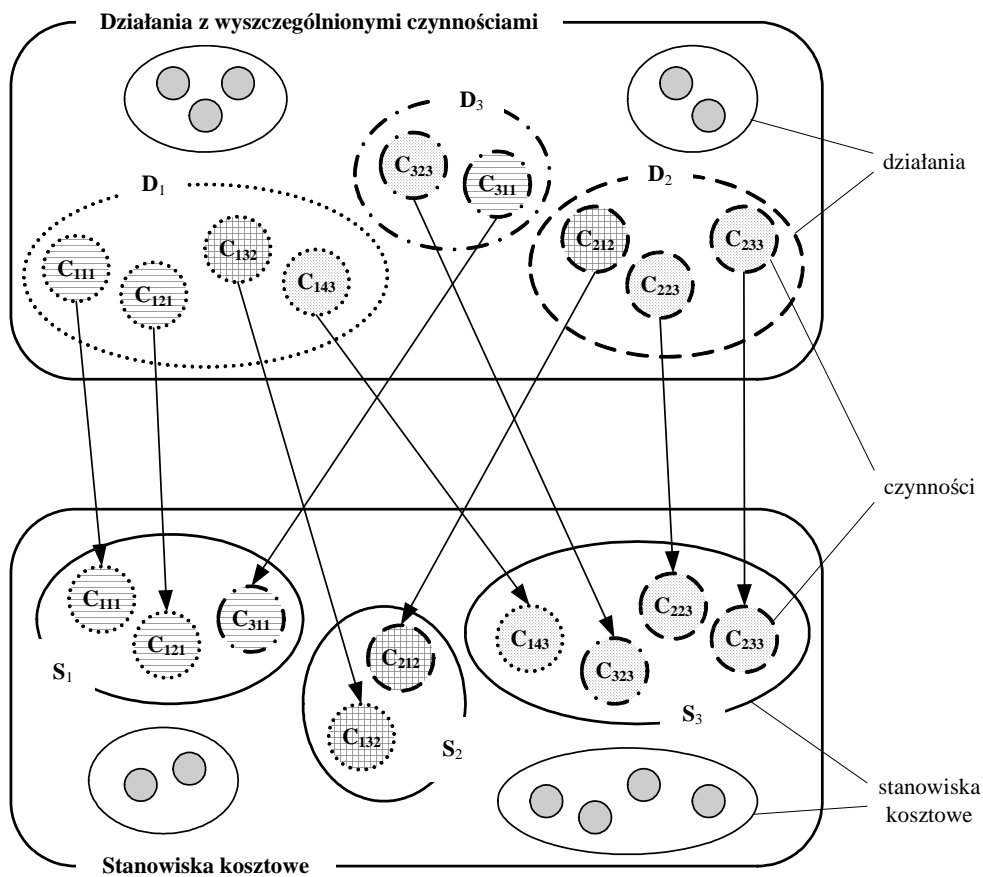 Działania z wyszczególnionymi czynnościami
D₃
C₃₂₃
C₃₁₁
działania
D₁
D₂
C₁₁₁
C₁₂₁
C₁₃₂
C₁₄₃
C₂₁₂
C₂₂₃
C₂₃₃
czynności
C₁₁₁
C₁₂₁
C₃₁₁
S₁
C₂₁₂
C₁₃₂
S₂
C₁₄₃
C₃₂₃
C₂₂₃
C₂₃₃
S₃
stanowiska
kosztowe
Stanowiska kosztowe